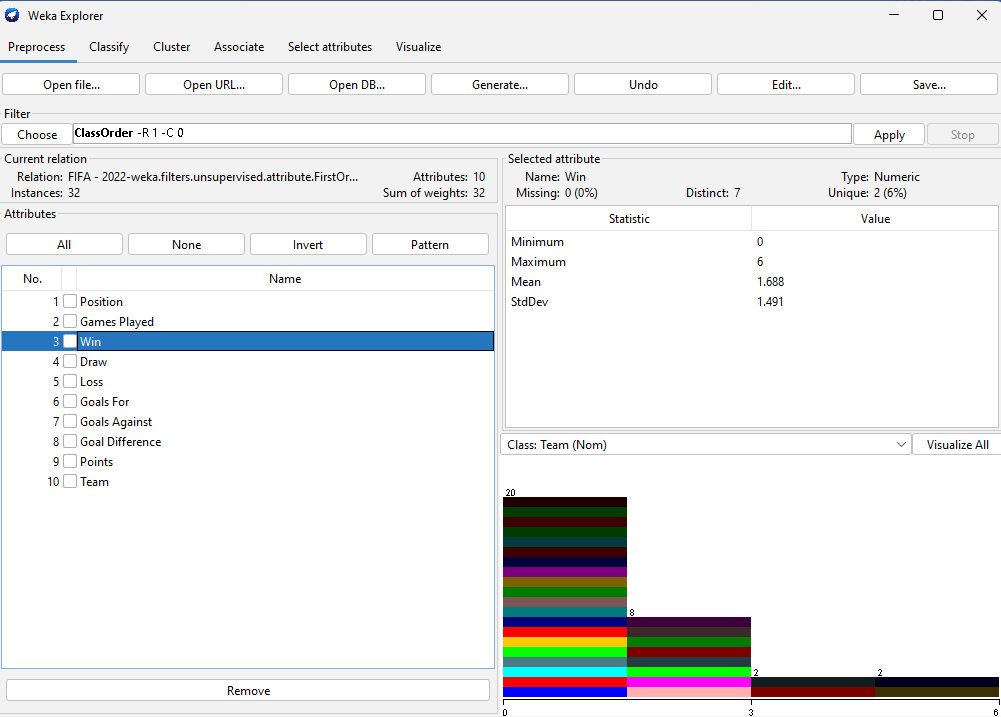 Weka Explorer
Preprocess Classify Cluster Associate Select attributes Visualize
Open file... Open URL... Open DB... Generate... Undo Edit... Save...
Filter
Choose ClassOrder -R 1 -C 0 Apply Stop
Current relation
Relation: FIFA - 2022-weka.filters.unsupervised.attribute.FirstOr... Attributes: 10
Instances: 32 Sum of weights: 32
Attributes
All None Invert Pattern
No. Name
1 Position
2 Games Played
3 Win
4 Draw
5 Loss
6 Goals For
7 Goals Against
8 Goal Difference
9 Points
10 Team
Remove
Selected attribute
Name: Win Type: Numeric
Missing: 0 (0%) Distinct: 7 Unique: 2 (6%)
Statistic Value
Minimum 0
Maximum 6
Mean 1.688
StdDev 1.491
Class: Team (Nom) Visualize All
20
8
2 2
0 3 6